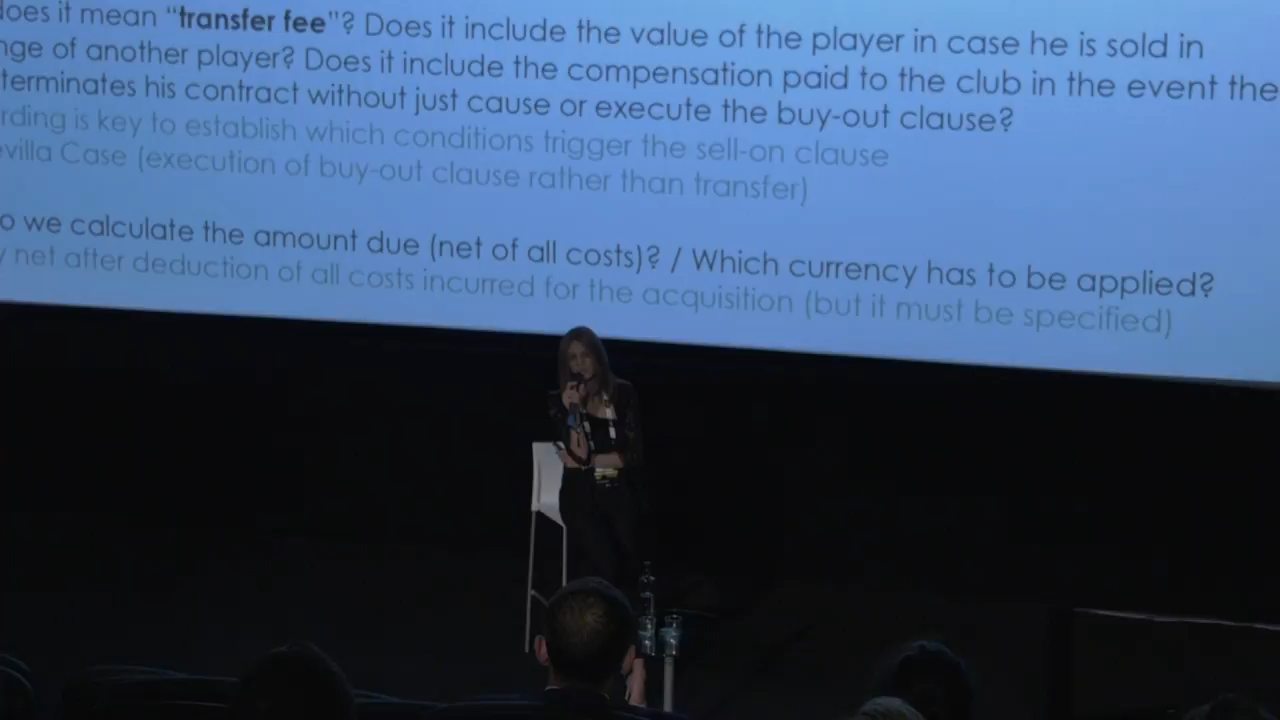 does it mean "transfer fee"? Does it include the value of the player in case he is sold in
nge of another player? Does it include the compensation paid to the club in the event the
terminates his contract without just cause or execute the buy-out clause?
rding is key to establish which conditions trigger the sell-on clause
evilla Case (execution of buy-out clause rather than transfer)
o we calculate the amount due (net of all costs)? / Which currency has to be applied?
y net after deduction of all costs incurred for the acquisition (but it must be specified)